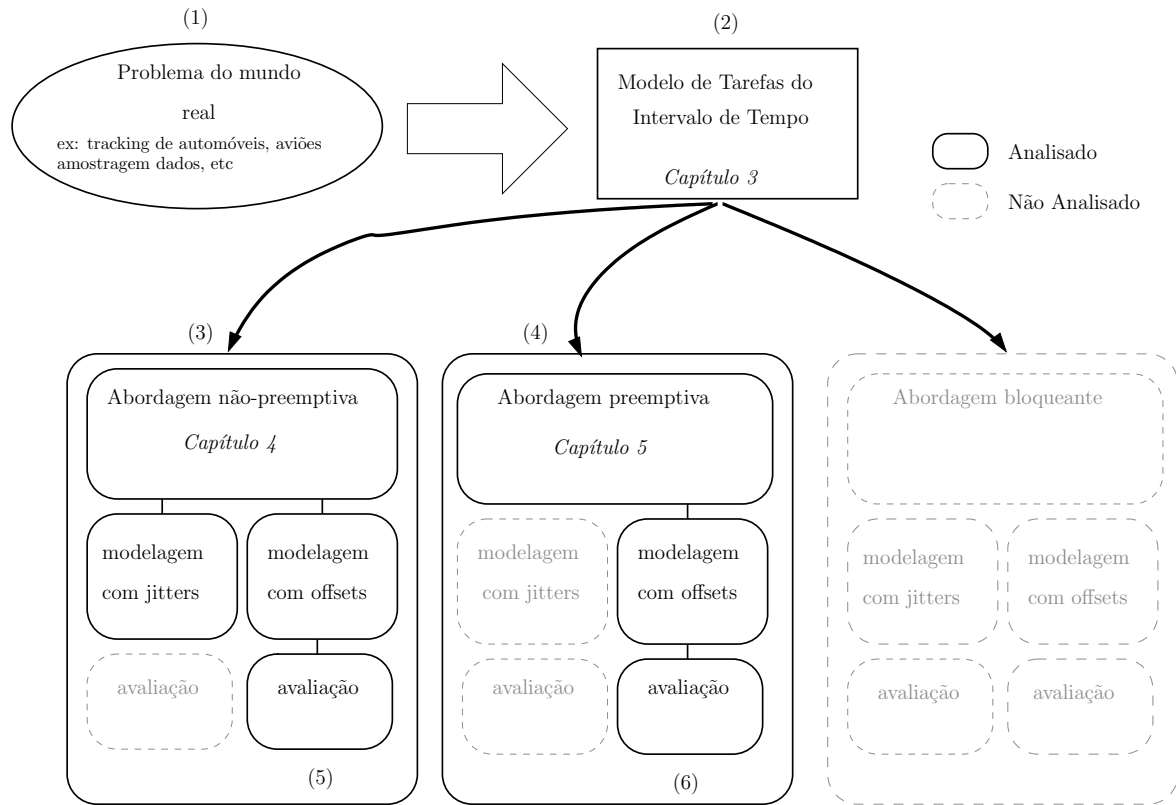 (1)
Problema do mundo
real
ex: tracking de automóveis, aviões
amostragem dados, etc
(2)
Modelo de Tarefas do
Intervalo de Tempo
Capítulo 3
Analisado
Não Analisado
(3)
Abordagem não-preemptiva
Capítulo 4
modelagem
com jitters
modelagem
com offsets
avaliação
avaliação
(5)
(4)
Abordagem preemptiva
Capítulo 5
modelagem
com jitters
modelagem
com offsets
avaliação
avaliação
(6)
Abordagem bloqueante
modelagem
com jitters
modelagem
com offsets
avaliação
avaliação